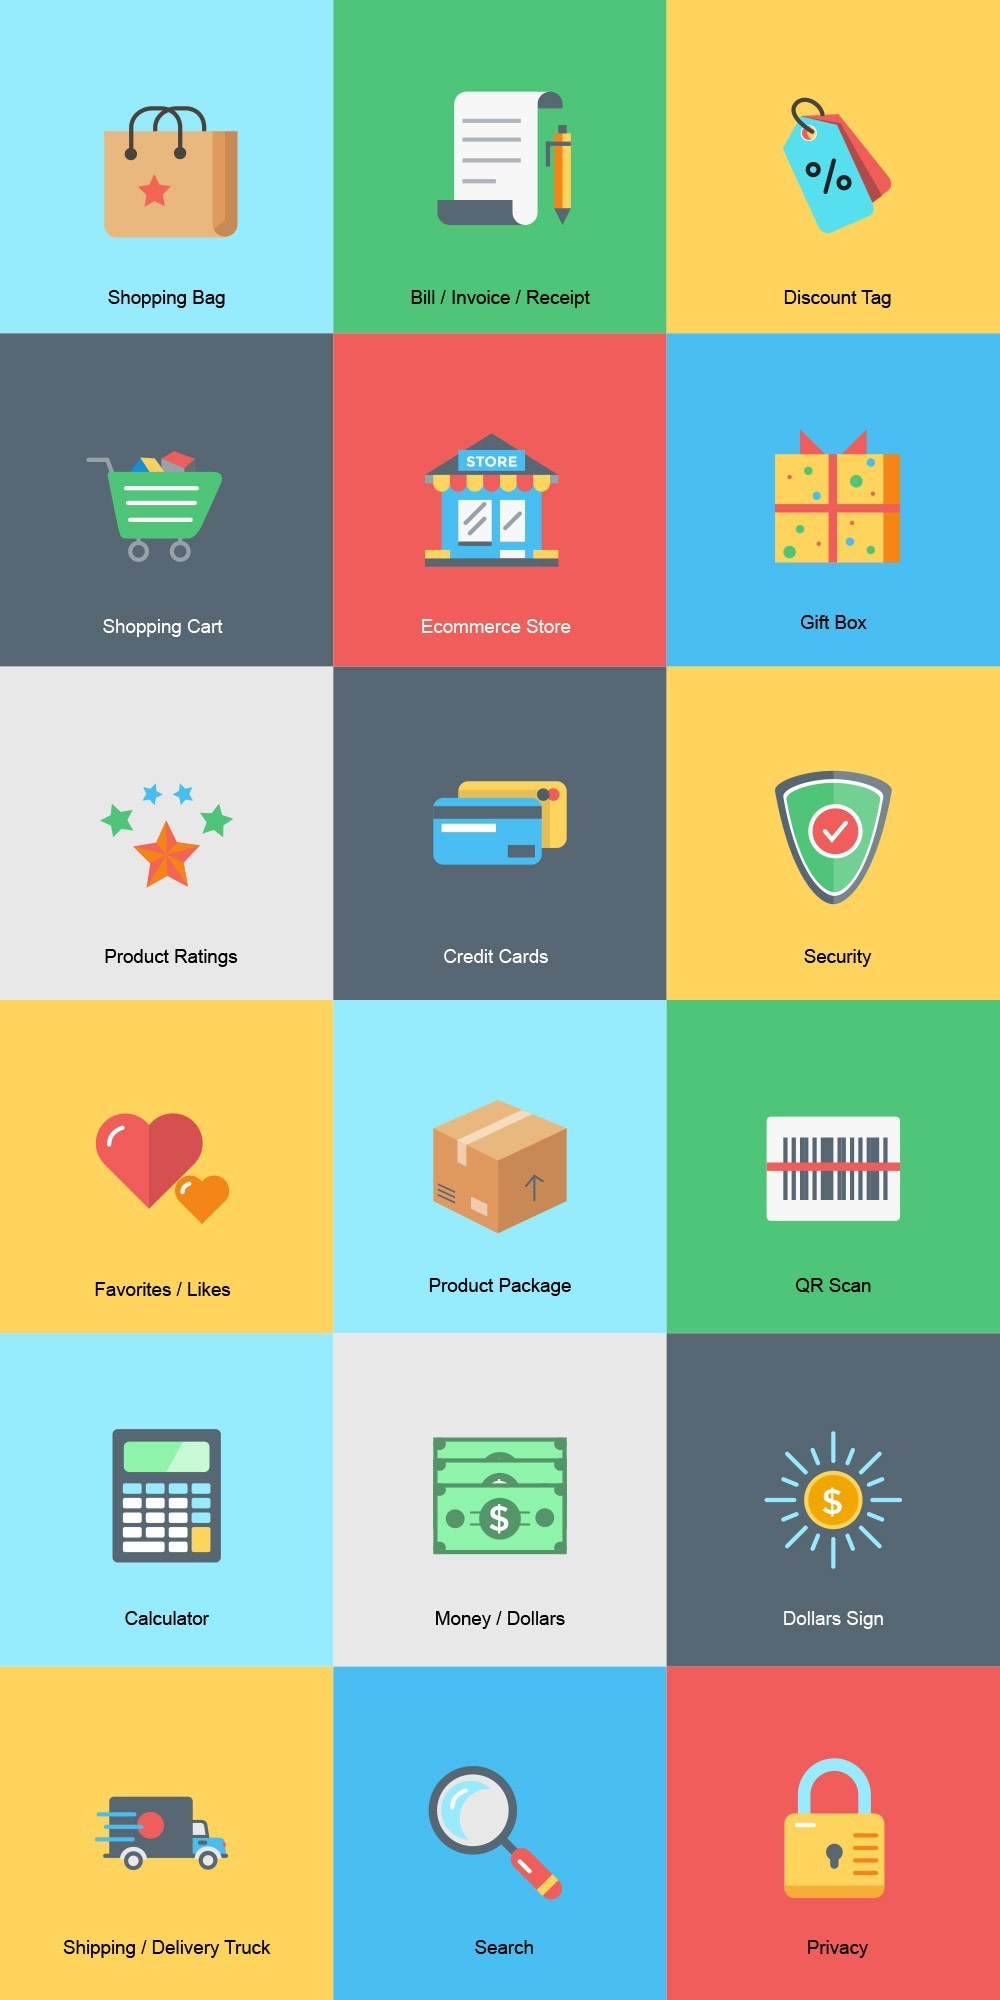 Shopping Bag
Bill / Invoice / Receipt
%
Discount Tag
Shopping Cart
STORE
Ecommerce Store
Gift Box
Product Ratings
Credit Cards
Security
Favorites / Likes
Product Package
QR Scan
Calculator
$
Money / Dollars
$
Dollars Sign
Shipping / Delivery Truck
Search
Privacy